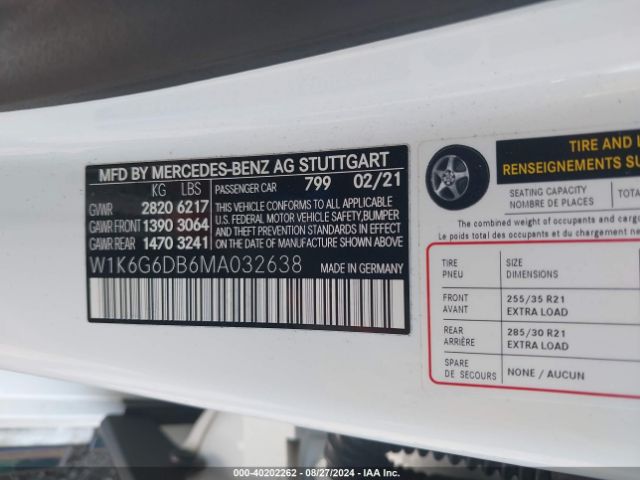 MFD BY MERCEDES-BENZ AG STUTTGART
KG LBS PASSENGER CAR 799 02/21
GVWR 2820 6217
GAWR FRONT 1390 3064
GAWR REAR 1470 3241
THIS VEHICLE CONFORMS TO ALL APPLICABLE
U.S. FEDERAL MOTOR VEHICLE SAFETY, BUMPER
AND THEFT PREVENTION STANDARDS
IN EFFECT ON THE DATE OF
MANUFACTURE SHOWN ABOVE.
W1K6G6DB6MA032638 MADE IN GERMANY
TIRE AND
RENSEIGNEMENTS
SEATING CAPACITY
NOMBRE DE PLACES
The combined weight of occupants and cargo
Le poids total des occupants et du chargement
TIRE SIZE
PNEU DIMENSIONS
FRONT 255/35 R21
AVANT EXTRA LOAD
REAR 285/30 R21
ARRIÈRE EXTRA LOAD
SPARE
DE SECOURS NONE / AUCUN
000-40202262 - 08/27/2024 - IAA Inc.